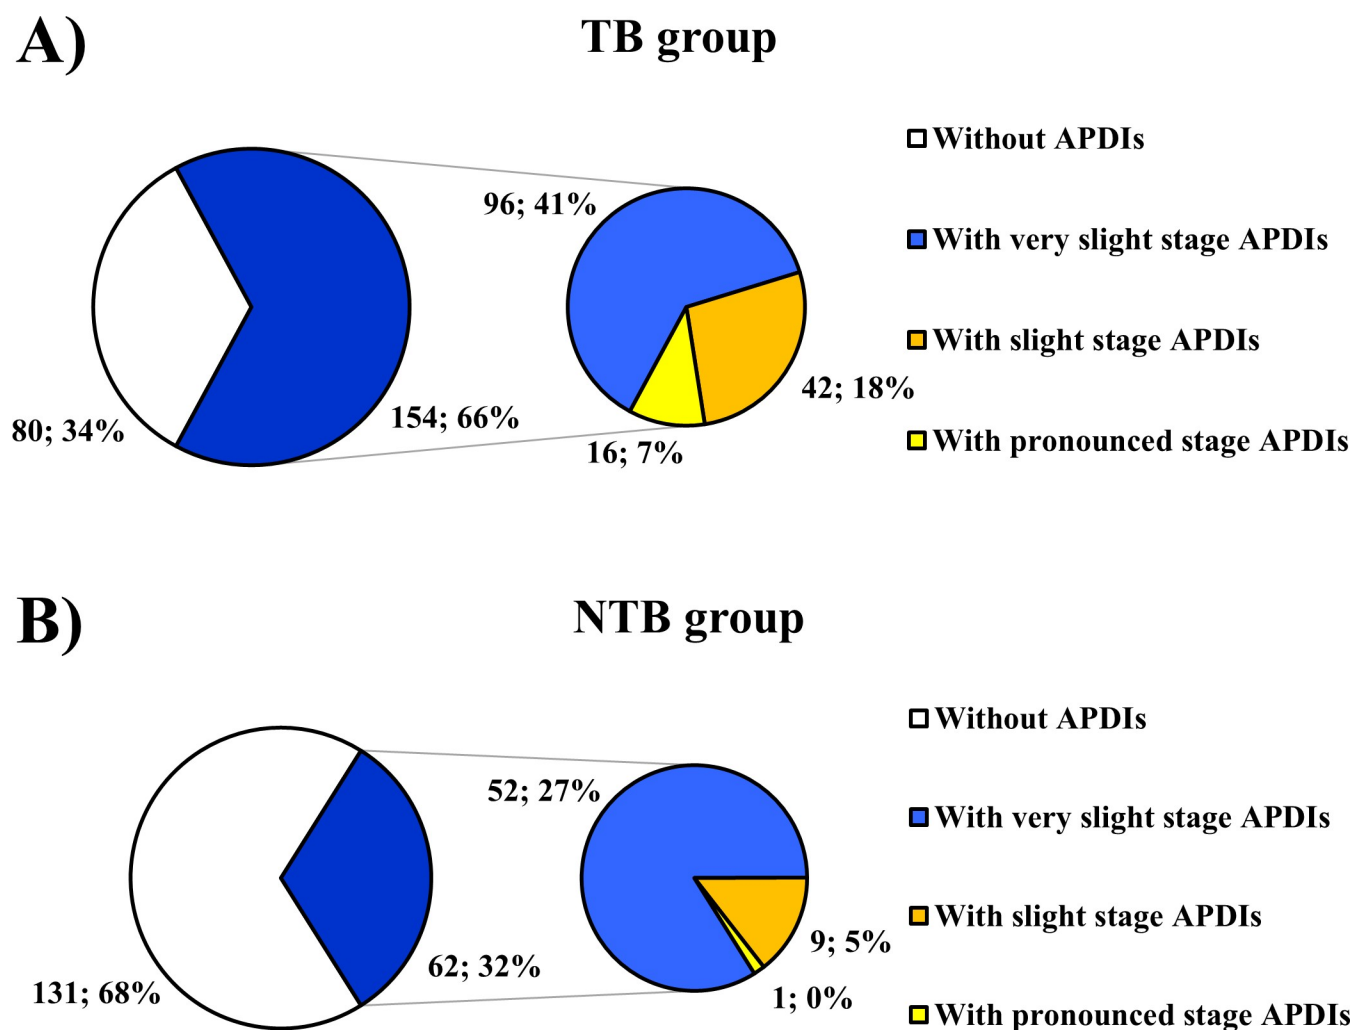 A)
TB group
Without APDIs
96; 41%
With very slight stage APDIs
With slight stage APDIs
42; 18%
154; 66%
80; 34%
16; 7%
With pronounced stage APDIs
B)
NTB group
Without APDIs
52; 27%
With very slight stage APDIs
With slight stage APDIs
9; 5%
62; 32%
131; 68%
1; 0%
With pronounced stage APDIs